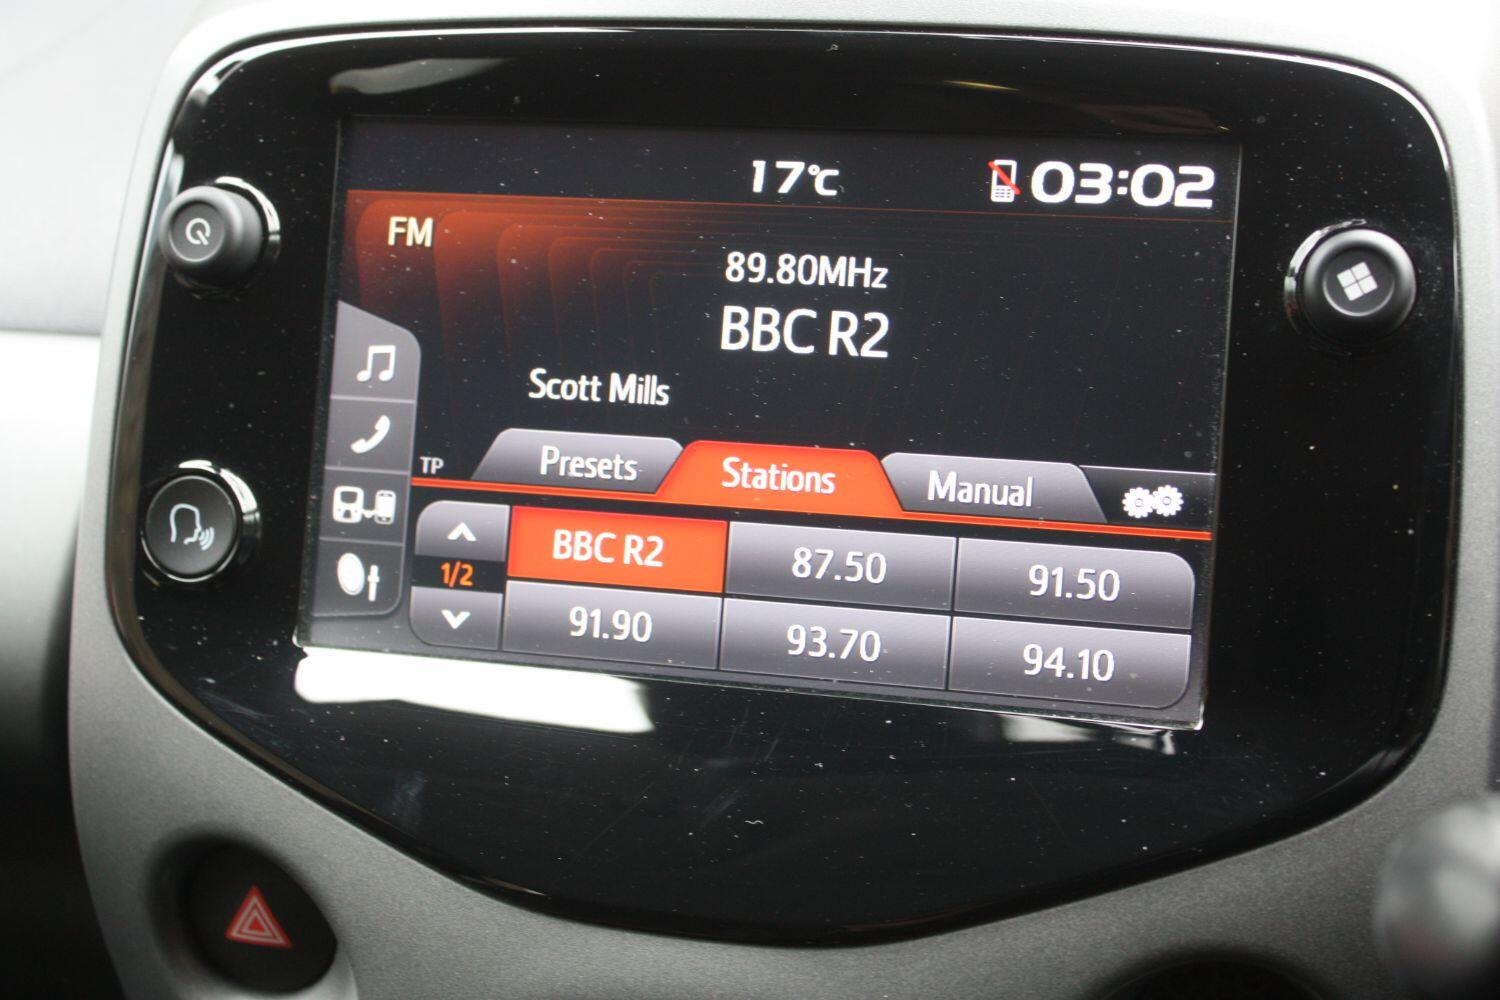 17°C 03:02
FM
89.80MHz
BBC R2
Scott Mills
TP Presets Stations Manual
BBC R2 87.50 91.50
1/2
91.90 93.70 94.10